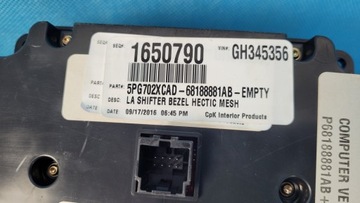 SEQ# 1650790 VIN# GH345356
PART# 5PG702XCAD-68188881AB-EMPTY
DESC: LA SHIFTER BEZEL HECTIC MESH
09/17/2016 06:45 PM CpK Interior Products
COMPUTER VE
P68188881AB +